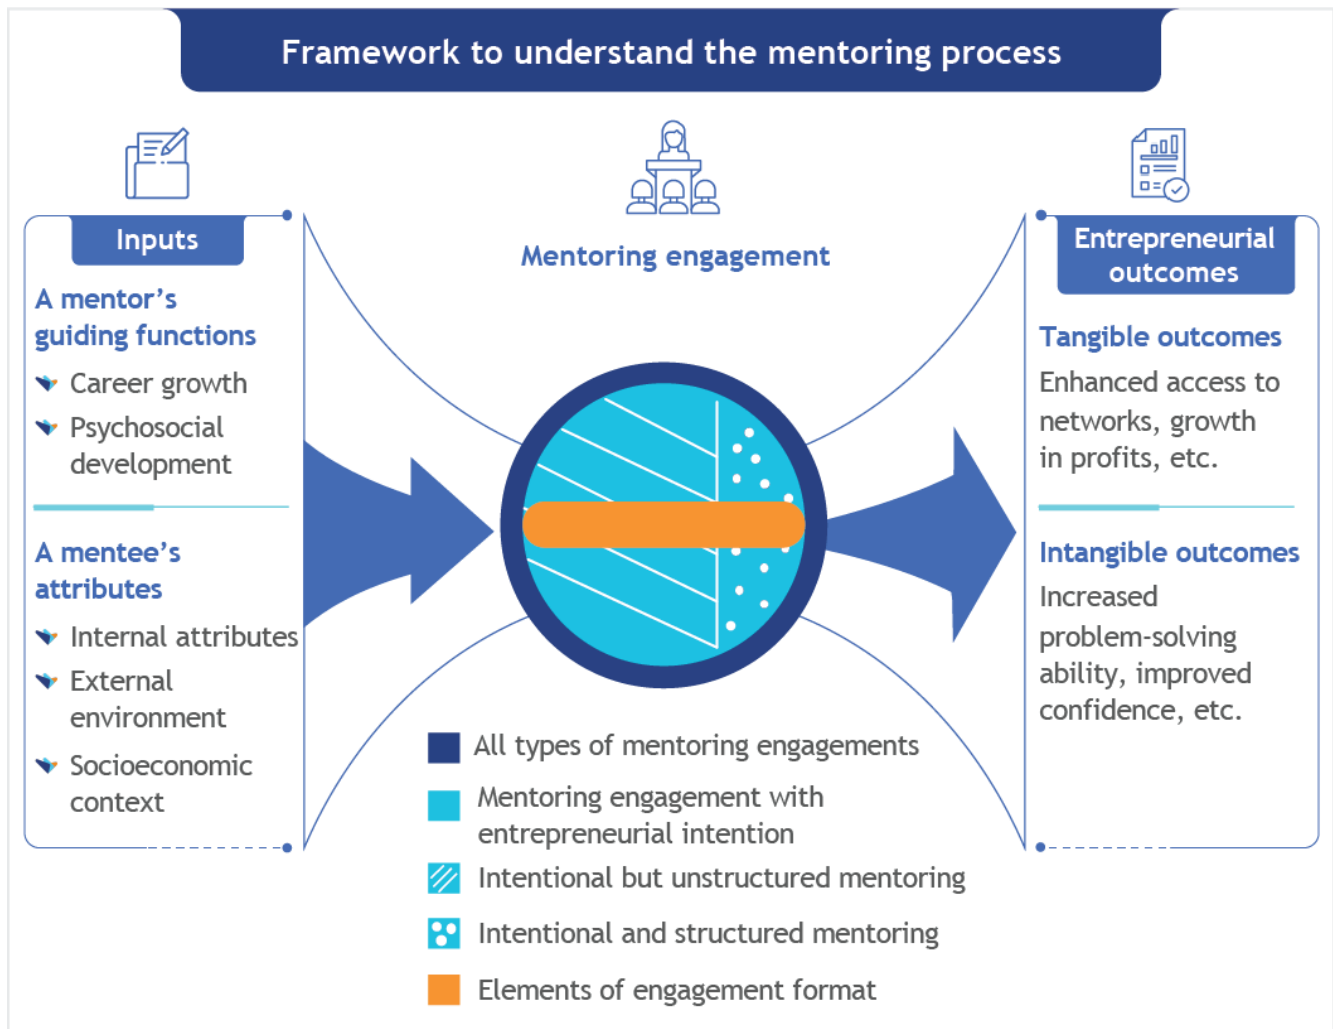 Framework to understand the mentoring process
Inputs
A mentor's
guiding functions
Career growth
Psychosocial
development
A mentee's
attributes
Internal attributes
External
environment
Socioeconomic
context
Mentoring engagement
All types of mentoring engagements
Mentoring engagement with
entrepreneurial intention
Intentional but unstructured mentoring
Intentional and structured mentoring
Elements of engagement format
Entrepreneurial
outcomes
Tangible outcomes
Enhanced access to
networks, growth
in profits, etc.
Intangible outcomes
Increased
problem-solving
ability, improved
confidence, etc.